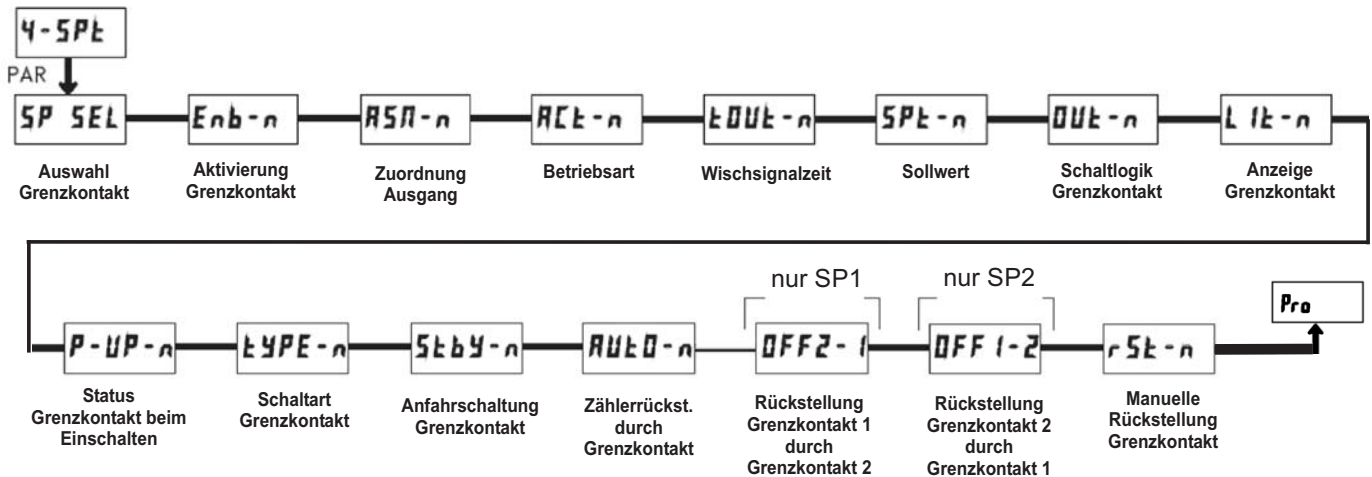 4-SPt
PAR
SP SEL
Enb-n
ASN-n
ACt-n
tOUt-n
SPt-n
OUt-n
LIt-n
Auswahl
Grenzkontakt
Aktivierung
Grenzkontakt
Zuordnung
Ausgang
Betriebsart
Wischsignalzeit
Sollwert
Schaltlogik
Grenzkontakt
Anzeige
Grenzkontakt
nur SP1
nur SP2
Pro
P-UP-n
tYPE-n
StbY-n
AUtO-n
OFF2-1
OFF1-2
rSt-n
Status
Grenzkontakt beim
Einschalten
Schaltart
Grenzkontakt
Anfahrschaltung
Grenzkontakt
Zählerrückst.
durch
Grenzkontakt
Rückstellung
Grenzkontakt 1
durch
Grenzkontakt 2
Rückstellung
Grenzkontakt 2
durch
Grenzkontakt 1
Manuelle
Rückstellung
Grenzkontakt